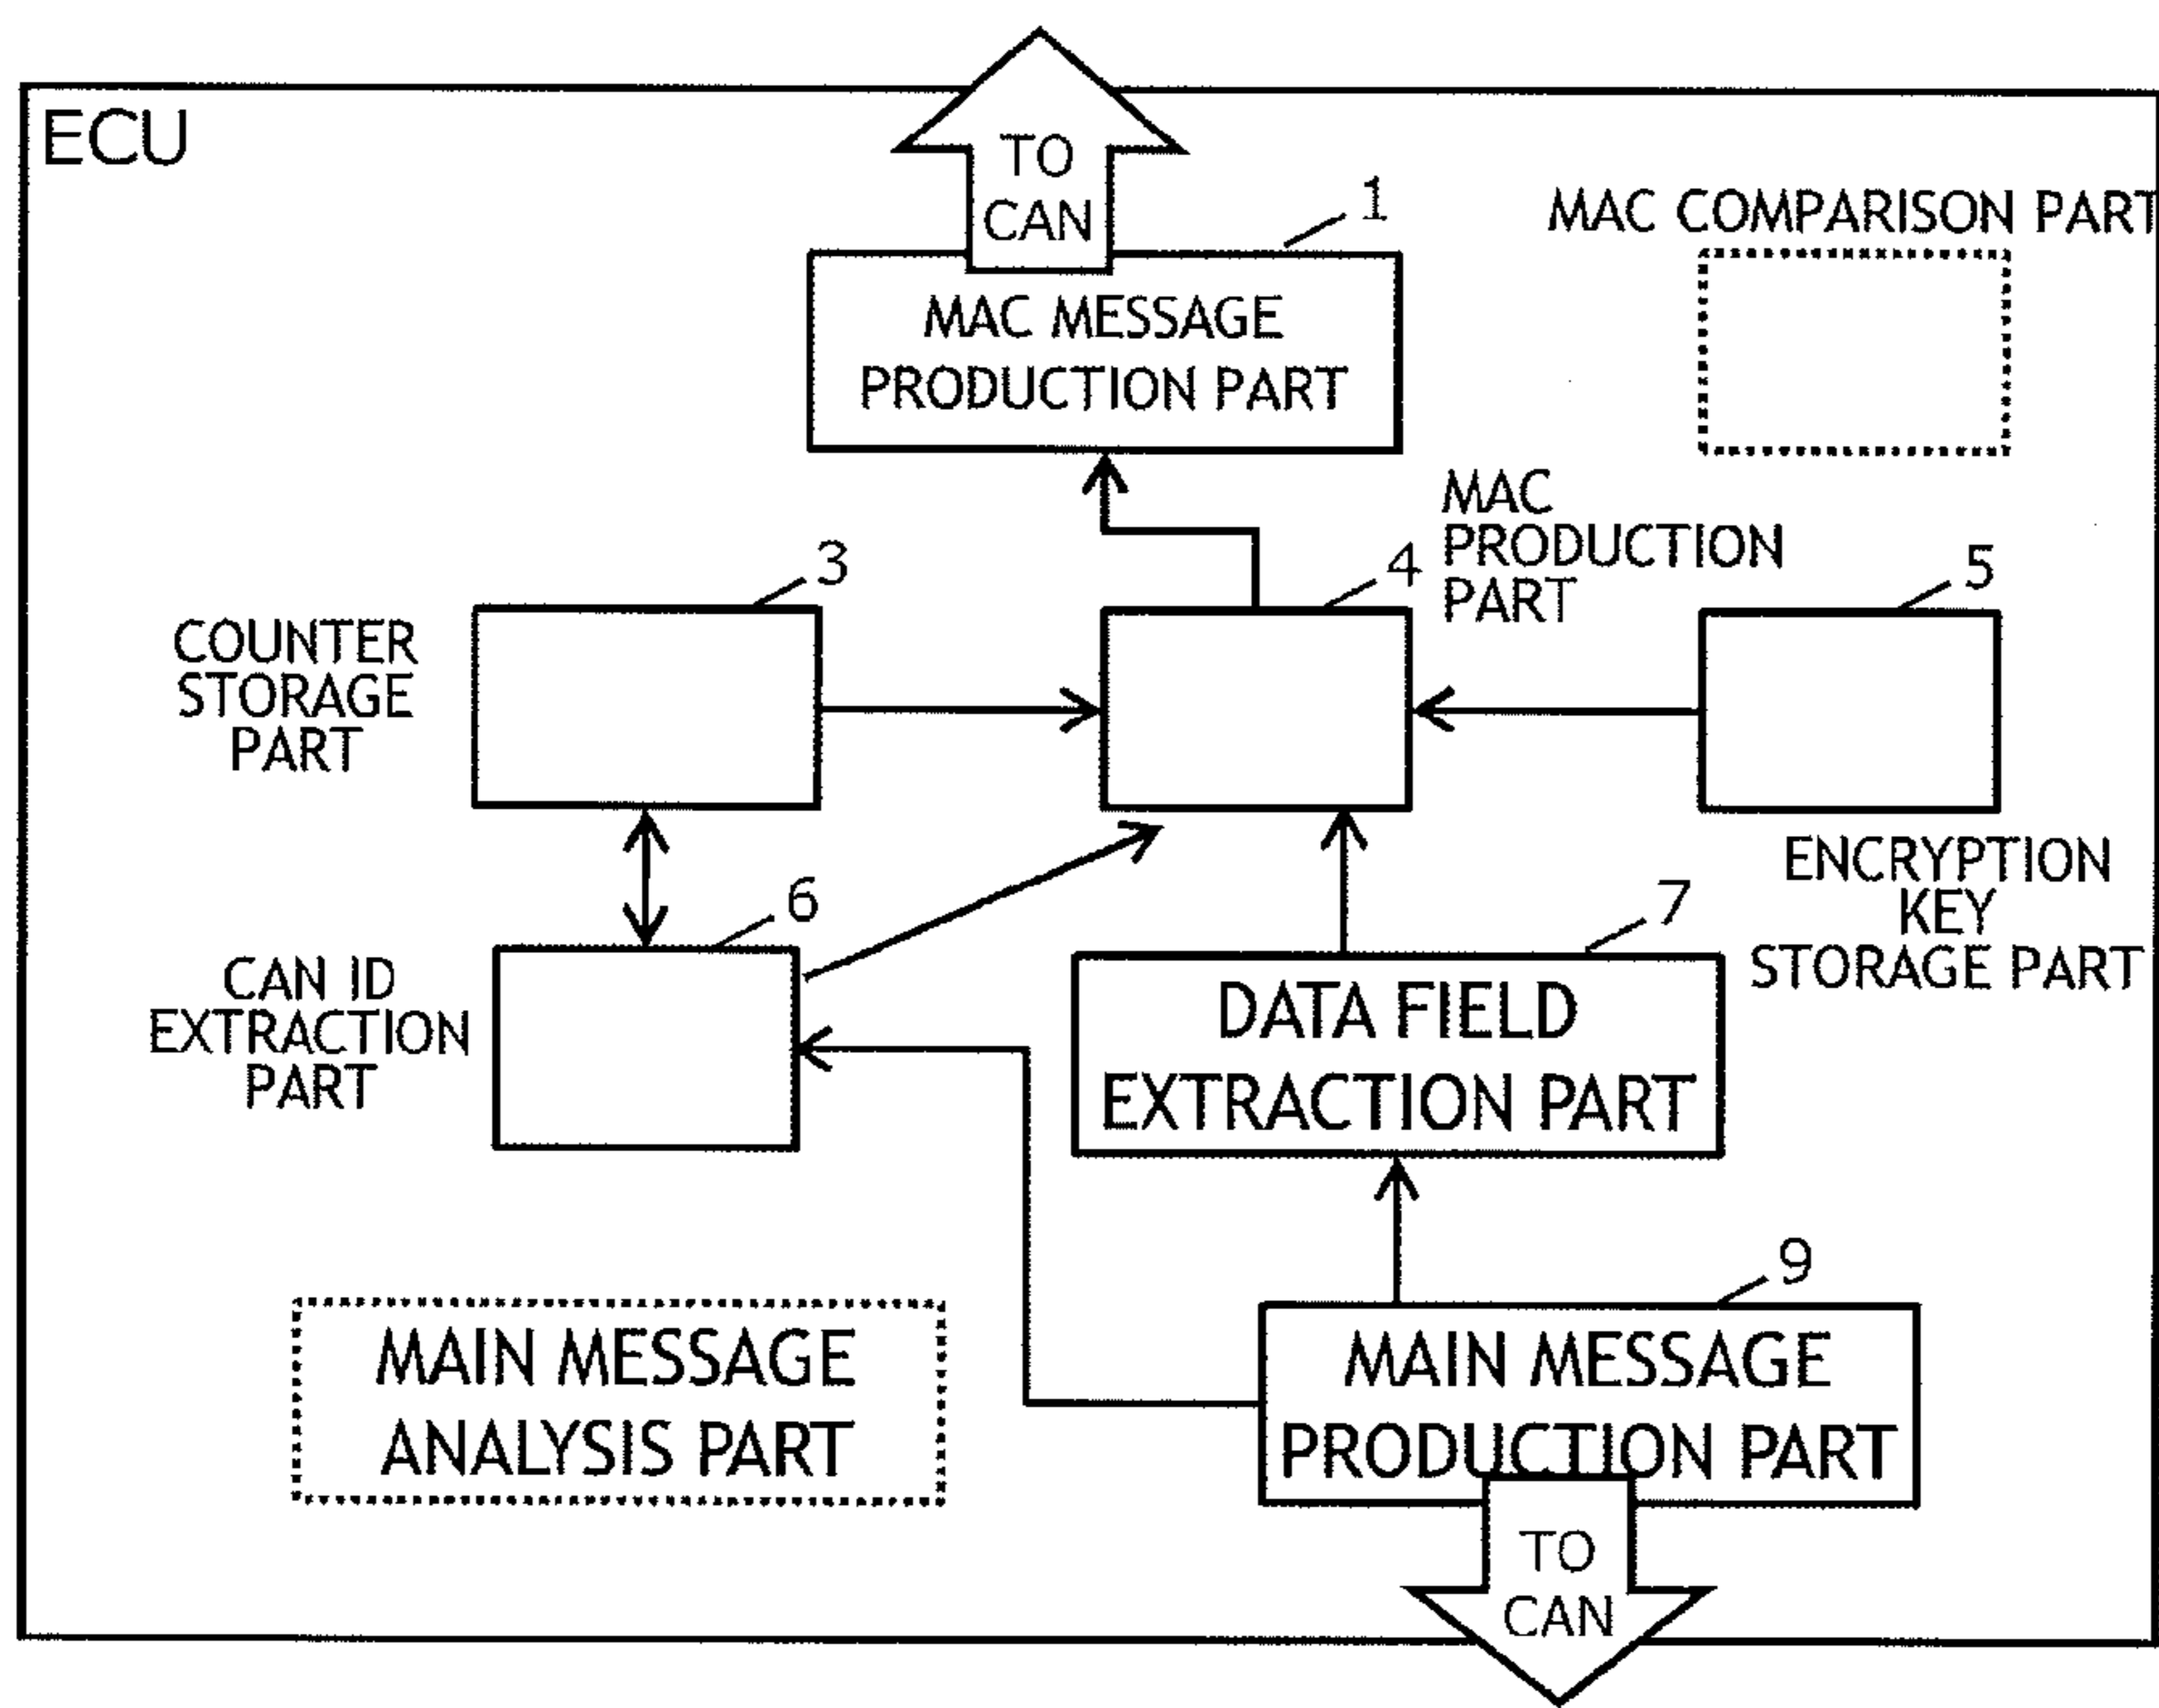 ECU
TO
CAN
1
MAC COMPARISON PART
MAC MESSAGE
PRODUCTION PART
MAC
PRODUCTION
PART
3
4
5
COUNTER
STORAGE
PART
ENCRYPTION
KEY
STORAGE PART
6
7
CAN ID
EXTRACTION
PART
DATA FIELD
EXTRACTION PART
9
MAIN MESSAGE
ANALYSIS PART
MAIN MESSAGE
PRODUCTION PART
TO
CAN